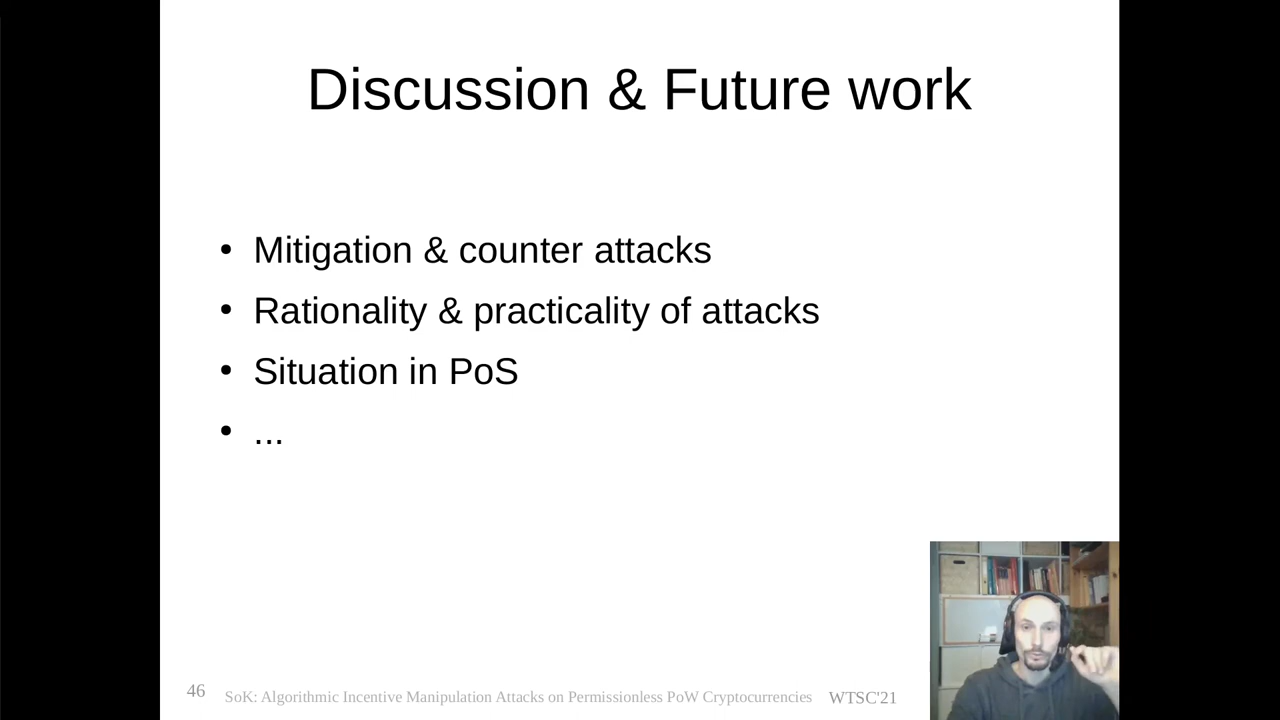 Discussion & Future work
• Mitigation & counter attacks
• Rationality & practicality of attacks
• Situation in PoS
• ...
46 SoK: Algorithmic Incentive Manipulation Attacks on Permissionless PoW Cryptocurrencies WTSC'21